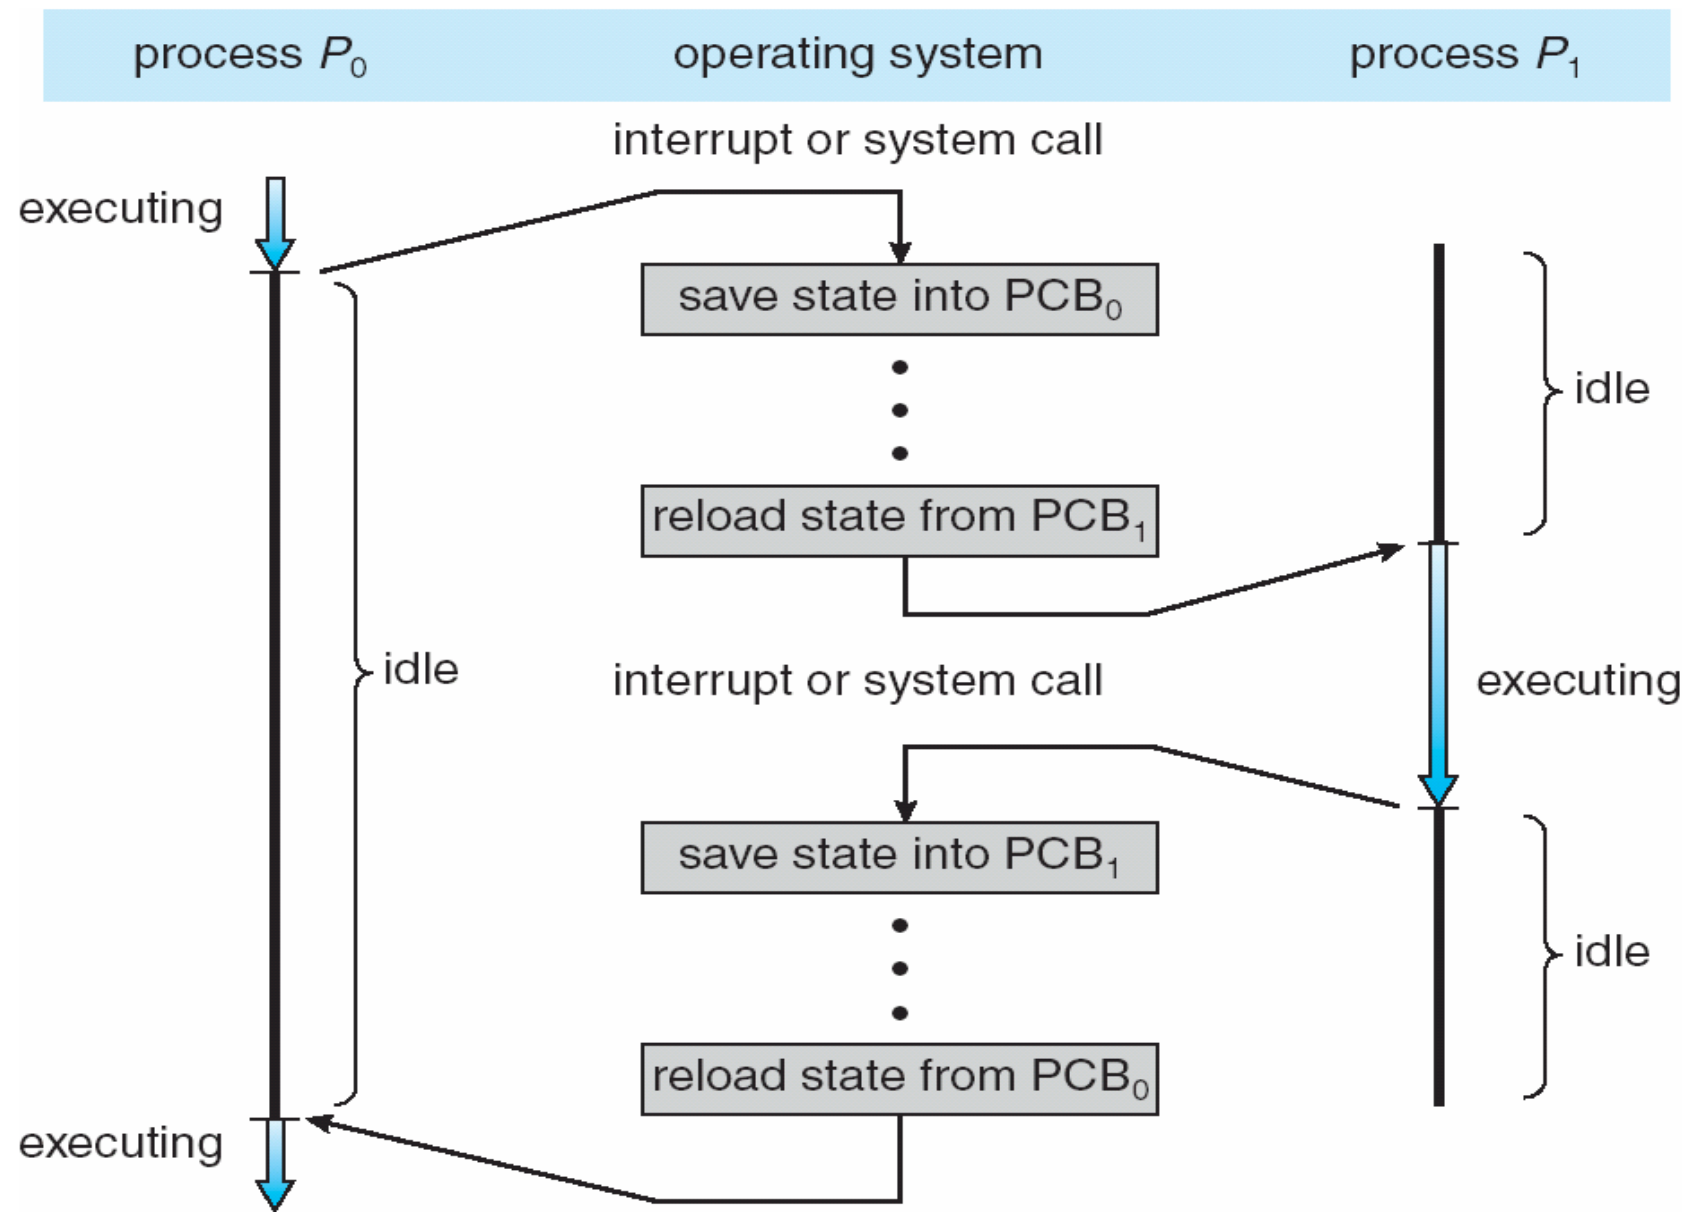 process P₀ operating system process P₁
interrupt or system call
executing
save state into PCB₀
idle
reload state from PCB₁
idle
interrupt or system call
executing
save state into PCB₁
idle
reload state from PCB₀
executing